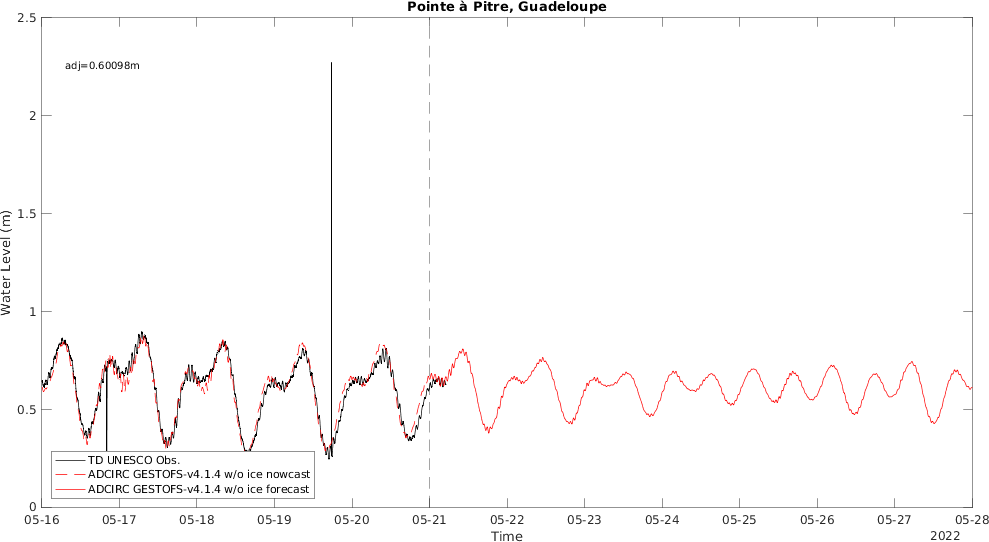 Pointe à Pitre, Guadeloupe
2.5
adj=0.60098m
2
1.5
Water Level (m)
1
0.5
TD UNESCO Obs.
ADCIRC GESTOFS-v4.1.4 w/o ice nowcast
ADCIRC GESTOFS-v4.1.4 w/o ice forecast
0
05-16 05-17 05-18 05-19 05-20 05-21 05-22 05-23 05-24 05-25 05-26 05-27 05-28
Time
2022